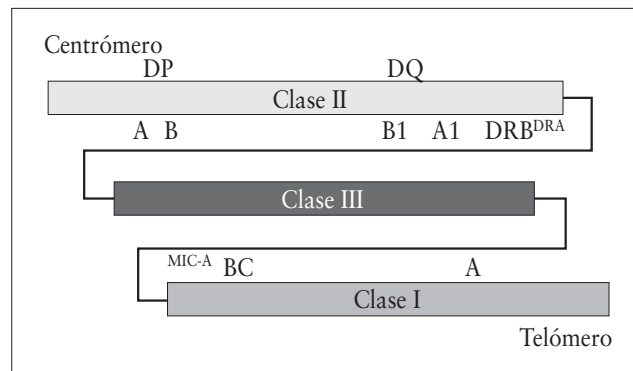 Centrómero
DP DQ
Clase II
A B B1 A1 DRB DRA
Clase III
MIC-A BC A
Clase I
Telómero